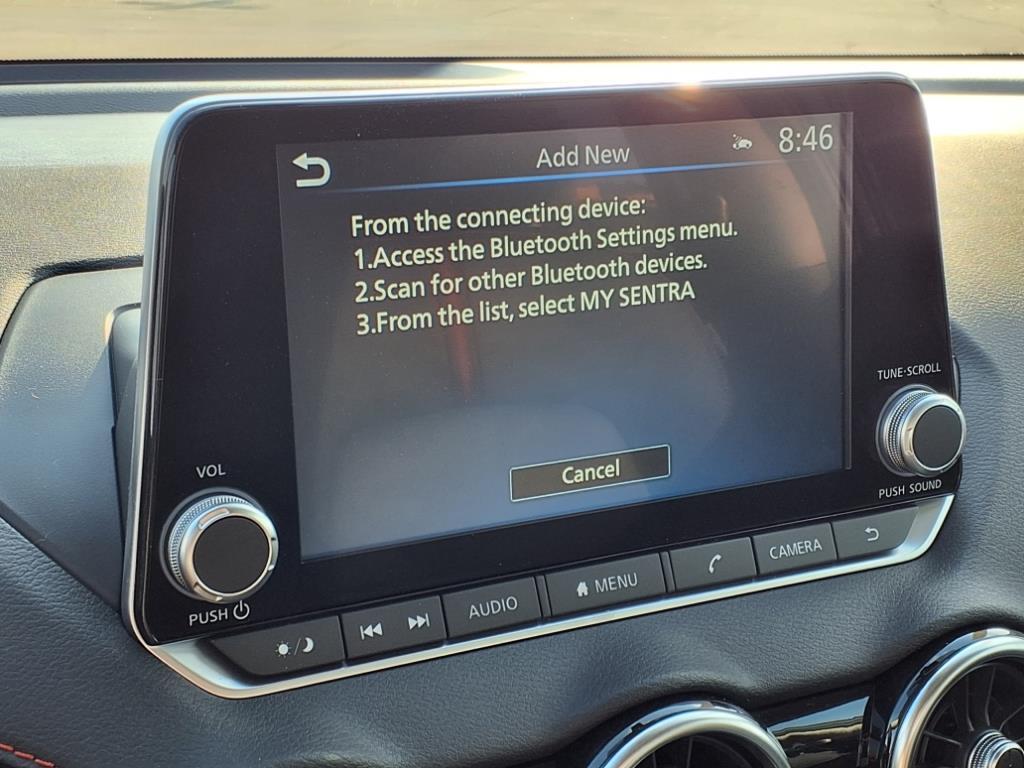 Add New
8:46
From the connecting device:
1.Access the Bluetooth Settings menu.
2.Scan for other Bluetooth devices.
3.From the list, select MY SENTRA
Cancel
TUNE·SCROLL
PUSH SOUND
VOL
PUSH
AUDIO
MENU
CAMERA